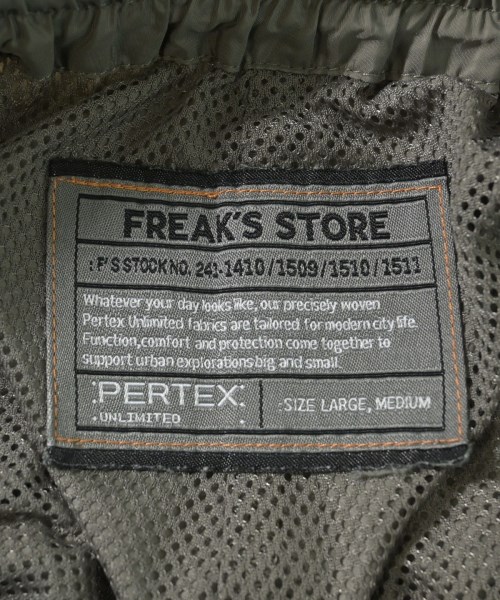 FREAK'S STORE
:F'S STOCK NO. 241-1410/1509/1510/1511
Whatever your day looks like, our precisely woven
Pertex Unlimited fabrics are tailored for modern city life.
Function, comfort and protection come together to
support urban explorations big and small.
:PERTEX:
.UNLIMITED
:SIZE LARGE, MEDIUM